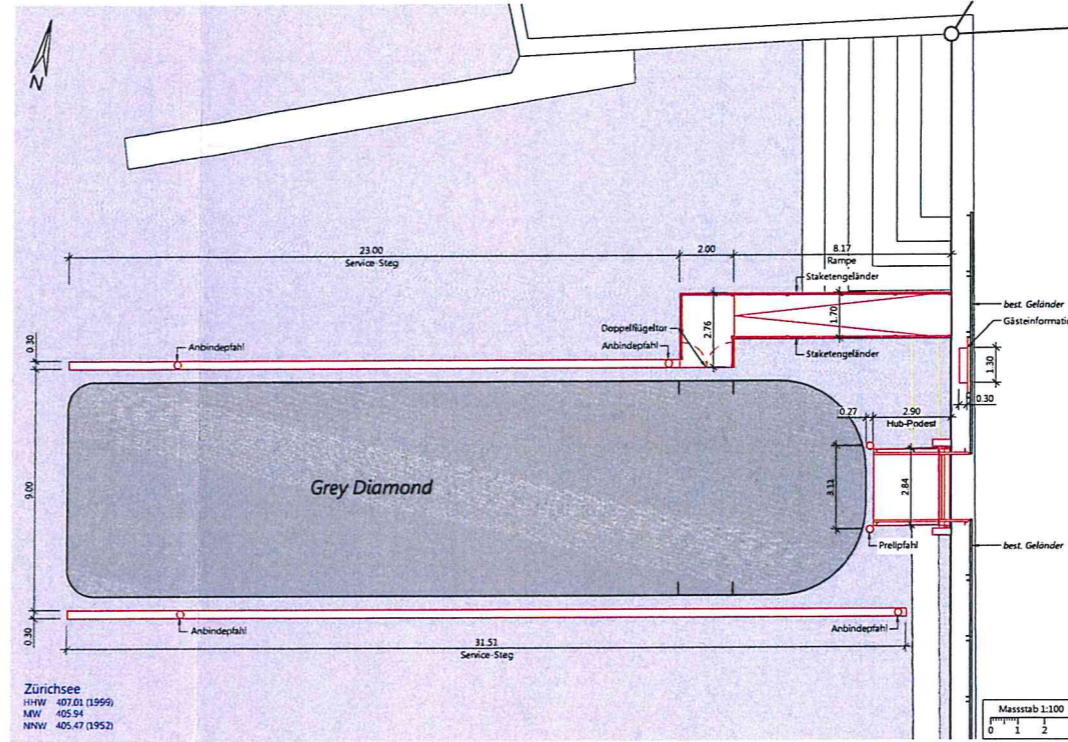 N
23.00
Service-Steg
2.00
8.17
Rampe
Staketengeländer
best. Geländer
Gästeinformati
2.76
1.70
Doppelflügeltor
Anbindepfahl
Anbindepfahl
Staketengeländer
0.30
1.30
0.30
0.27
2.90
Hub-Podest
9.00
Grey Diamond
3.11
2.84
Prellpfahl
best. Geländer
0.30
Anbindepfahl
Anbindepfahl
31.51
Service-Steg
Zürichsee
HHW 407.01 (1999)
MW 405.94
NNW 405.47 (1952)
Massstab 1:100
0 1 2